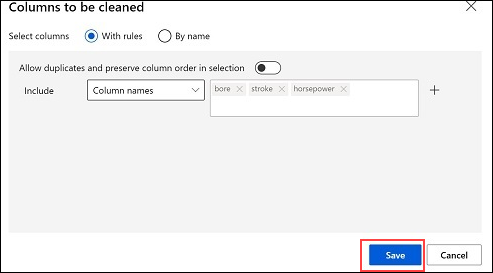 Columns to be cleaned
Select columns With rules By name
Allow duplicates and preserve column order in selection
Include Column names bore stroke horsepower
Save Cancel